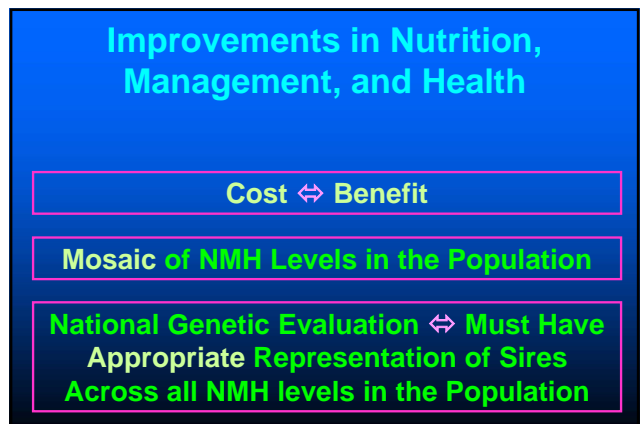 Improvements in Nutrition,
Management, and Health
Cost ⇔ Benefit
Mosaic of NMH Levels in the Population
National Genetic Evaluation ⇔ Must Have
Appropriate Representation of Sires
Across all NMH levels in the Population